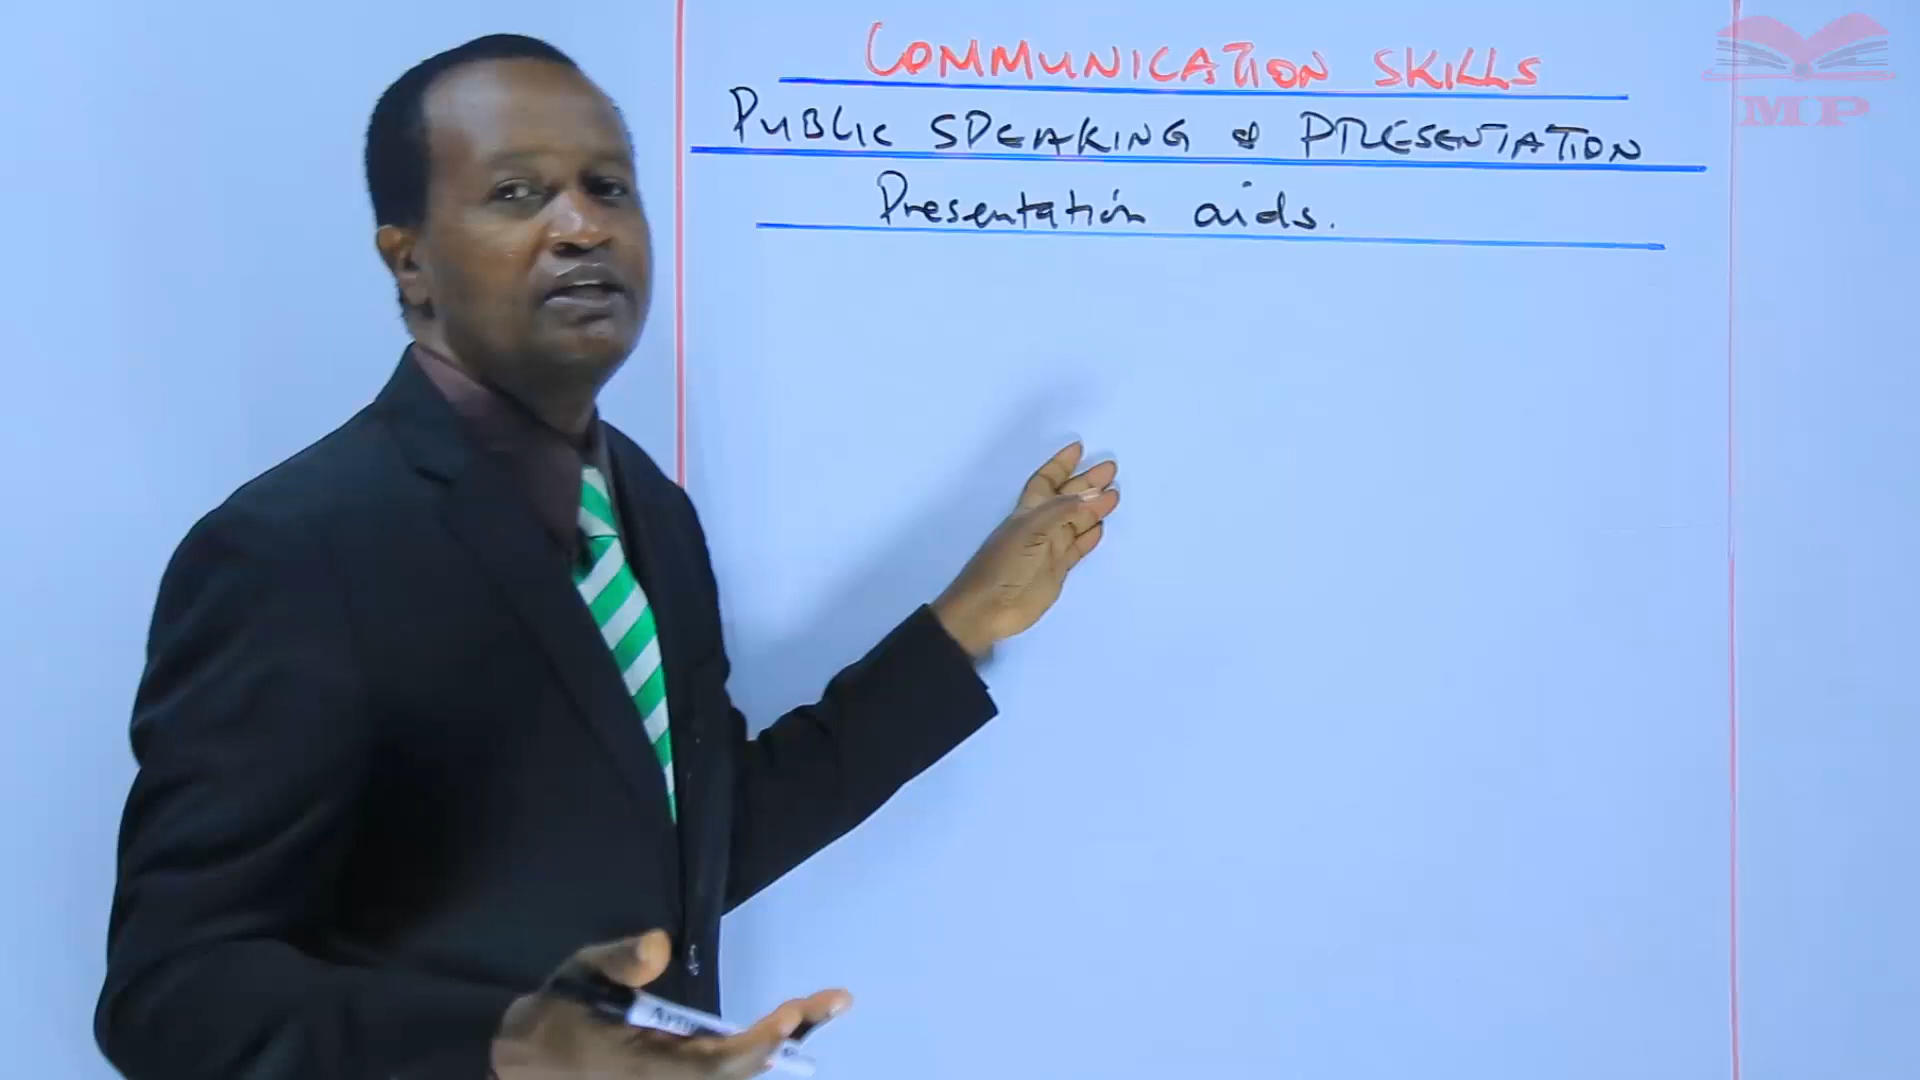 COMMUNICATION SKILLS
PUBLIC SPEAKING & PRESENTATION
Presentation aids.
MP